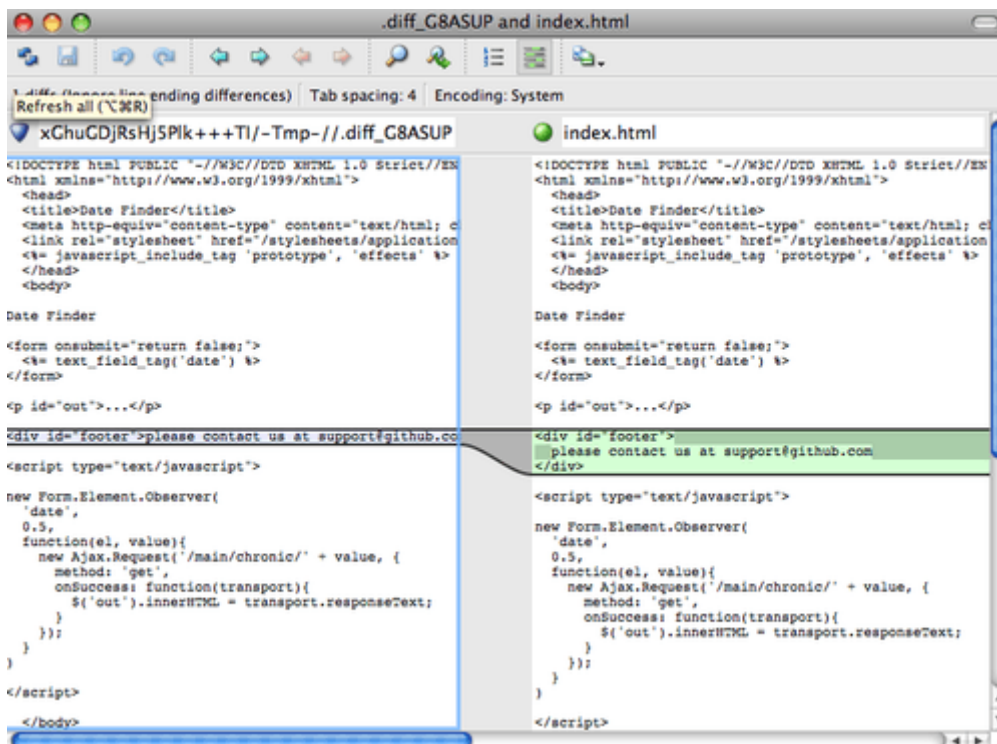 .diff_G8ASUP and index.html
Refresh all (⌥⌘R)
ending differences) Tab spacing: 4 Encoding: System
xGhuGDjRsHj5Plk+++TI/-Tmp-//.diff_G8ASUP
<!DOCTYPE html PUBLIC "-//W3C//DTD XHTML 1.0 Strict//EN
<html xmlns="http://www.w3.org/1999/xhtml">
<head>
<title>Date Finder</title>
<meta http-equiv="content-type" content="text/html; c
<link rel="stylesheet" href="/stylesheets/application
<%= javascript_include_tag 'prototype', 'effects' %>
</head>
<body>
Date Finder
<form onsubmit="return false;">
<%= text_field_tag('date') %>
</form>
<p id="out">...</p>
<div id="footer">please contact us at support@github.co
<script type="text/javascript">
new Form.Element.Observer(
'date',
0.5,
function(el, value){
new Ajax.Request('/main/chronic/' + value, {
method: 'get',
onSuccess: function(transport){
$('out').innerHTML = transport.responseText;
}
});
}
)
</script>
</body>
index.html
<!DOCTYPE html PUBLIC "-//W3C//DTD XHTML 1.0 Strict//EN
<html xmlns="http://www.w3.org/1999/xhtml">
<head>
<title>Date Finder</title>
<meta http-equiv="content-type" content="text/html; c
<link rel="stylesheet" href="/stylesheets/application
<%= javascript_include_tag 'prototype', 'effects' %>
</head>
<body>
Date Finder
<form onsubmit="return false;">
<%= text_field_tag('date') %>
</form>
<p id="out">...</p>
<div id="footer">
please contact us at support@github.com
</div>
<script type="text/javascript">
new Form.Element.Observer(
'date',
0.5,
function(el, value){
new Ajax.Request('/main/chronic/' + value, {
method: 'get',
onSuccess: function(transport){
$('out').innerHTML = transport.responseText;
}
});
}
)
</script>